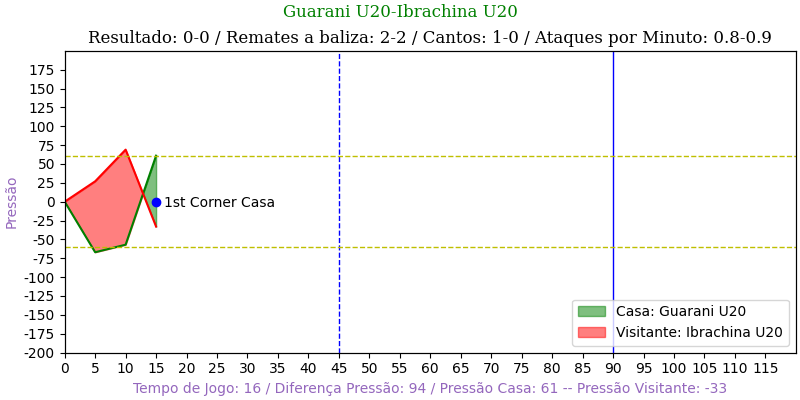 Guarani U20-Ibrachina U20
Resultado: 0-0 / Remates a baliza: 2-2 / Cantos: 1-0 / Ataques por Minuto: 0.8-0.9
Pressão
175
150
125
100
75
50
25
0
-25
-50
-75
-100
-125
-150
-175
-200
1st Corner Casa
Casa: Guarani U20
Visitante: Ibrachina U20
0 5 10 15 20 25 30 35 40 45 50 55 60 65 70 75 80 85 90 95 100 105 110 115
Tempo de Jogo: 16 / Diferença Pressão: 94 / Pressão Casa: 61 -- Pressão Visitante: -33